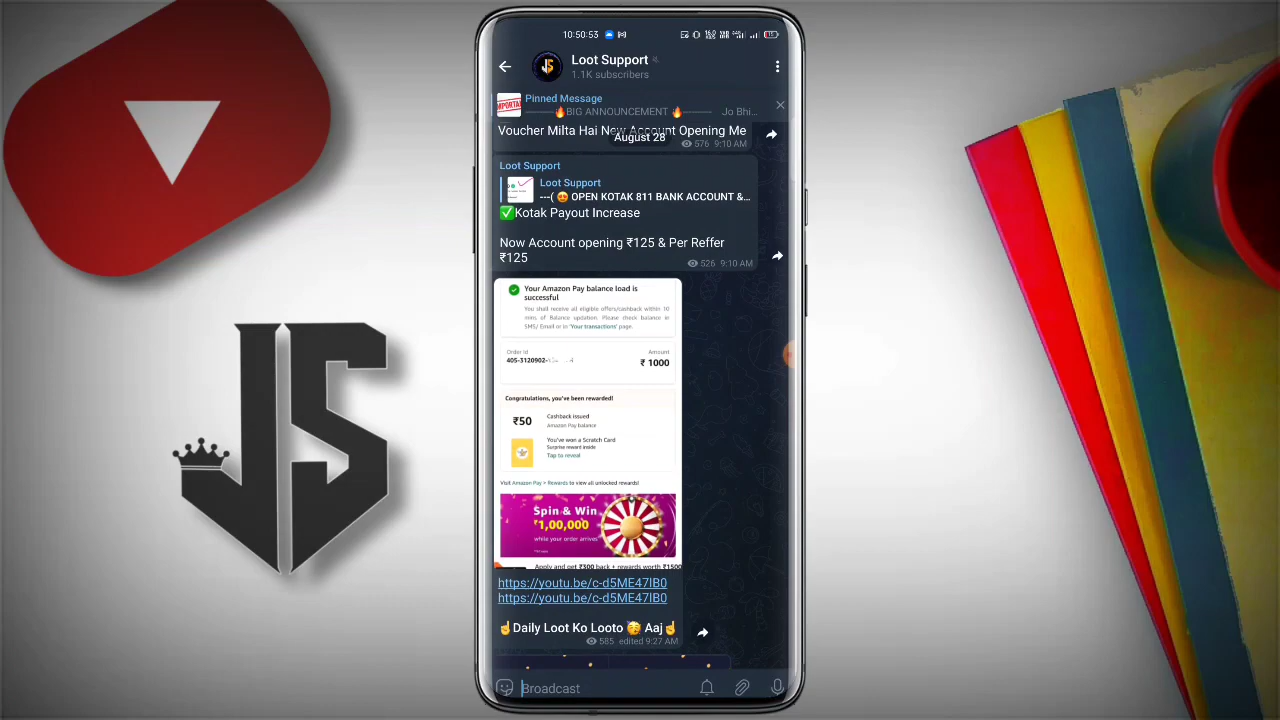 10:50:53
Loot Support
1.1K subscribers
Pinned Message
🔥BIG ANNOUNCEMENT 🔥 Jo Bhi...
Voucher Milta Hai New Account Opening Me
August 28
576 9:10 AM
Loot Support
Loot Support
---( 🤑 OPEN KOTAK 811 BANK ACCOUNT &...
✅Kotak Payout Increase
Now Account opening ₹125 & Per Reffer
₹125
526 9:10 AM
Your Amazon Pay balance load is
successful
You shall receive all eligible offers/cashback within 10
mins of Balance updation. Please check balance in
SMS/ Email or in 'Your transactions' page.
Order Id
Amount
405-3120902-
₹ 1000
Congratulations, you've been rewarded!
₹50
Cashback issued
Amazon Pay balance
You've won a Scratch Card
Surprise reward inside
Tap to reveal
Visit Amazon Pay > Rewards to view all unlocked rewards!
Spin & Win
₹1,00,000
while your order arrives
Apply and get ₹300 back + rewards worth ₹1500
https://youtu.be/c-d5ME47lB0
https://youtu.be/c-d5ME47lB0
☝Daily Loot Ko Looto 🥳 Aaj☝
585 edited 9:27 AM
Broadcast
JS